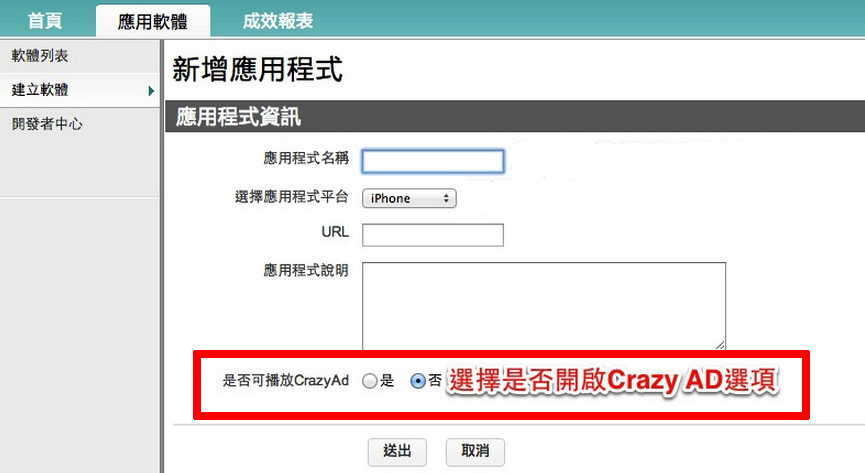 首頁 應用軟體 成效報表
軟體列表
建立軟體
開發者中心
新增應用程式
應用程式資訊
應用程式名稱
選擇應用程式平台 iPhone
URL
應用程式說明
是否可播放CrazyAd 是 否 選擇是否開啟Crazy AD選項
送出 取消